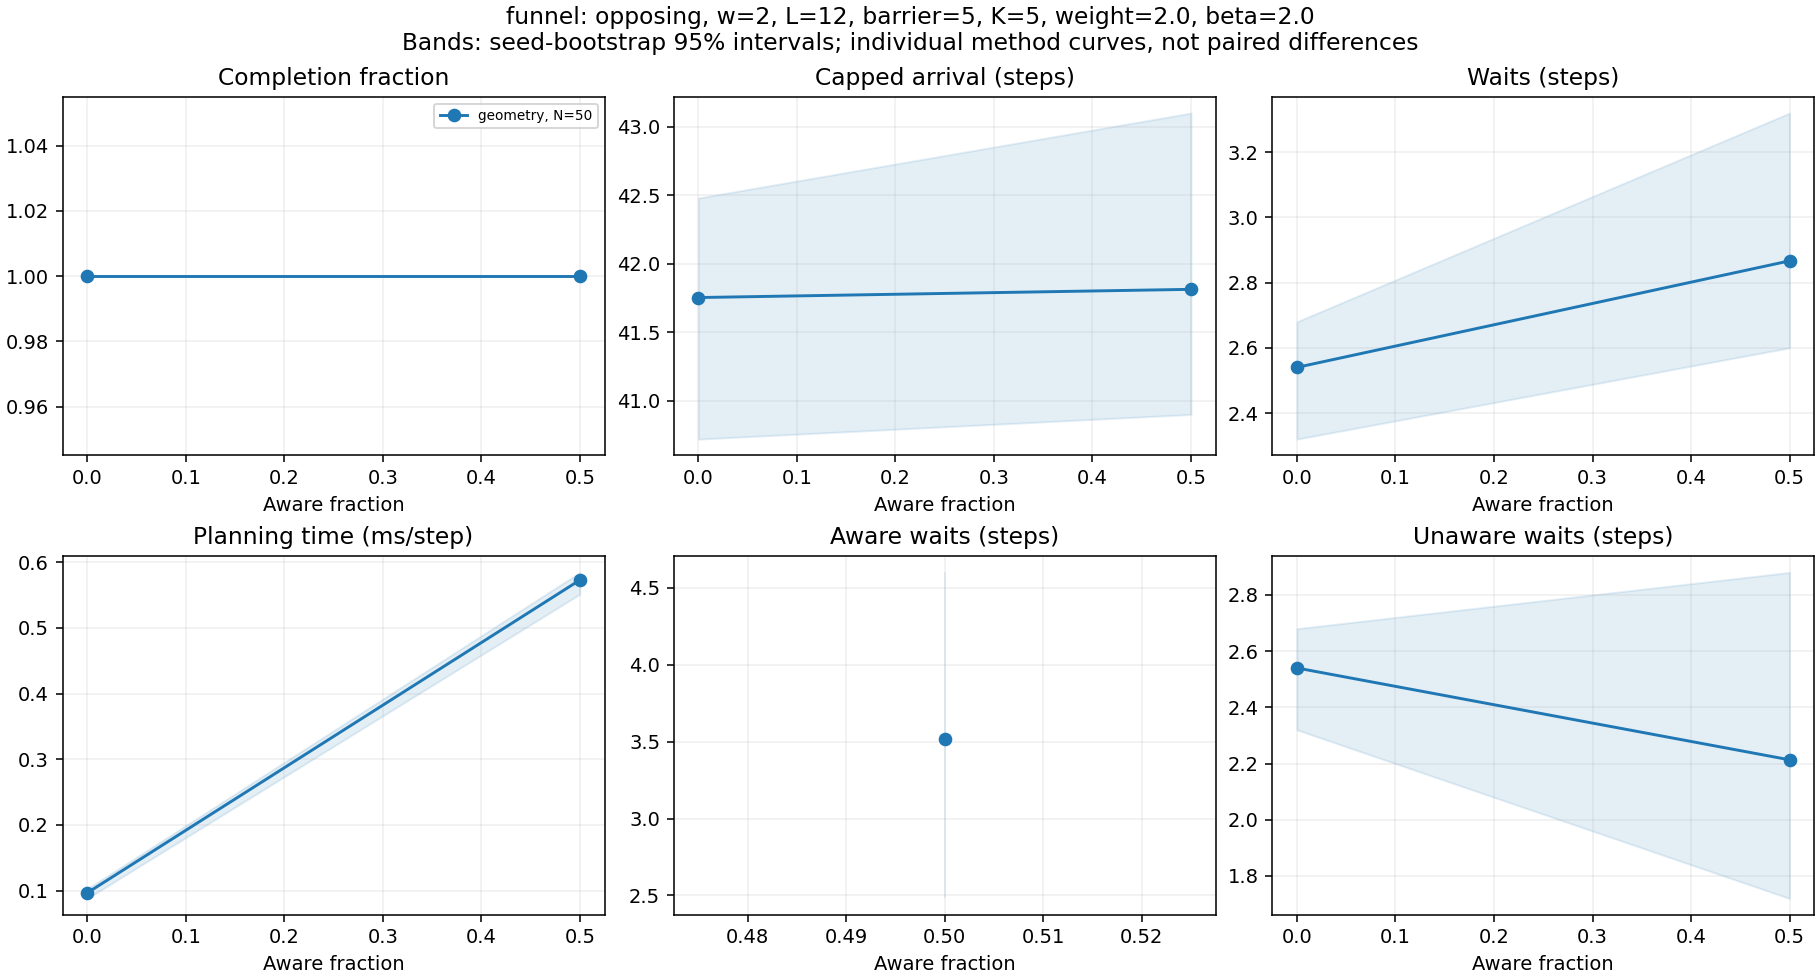 funnel: opposing, w=2, L=12, barrier=5, K=5, weight=2.0, beta=2.0
Bands: seed-bootstrap 95% intervals; individual method curves, not paired differences
Completion fraction
geometry, N=50
1.04
1.02
1.00
0.98
0.96
0.0 0.1 0.2 0.3 0.4 0.5
Aware fraction
Capped arrival (steps)
43.0
42.5
42.0
41.5
41.0
0.0 0.1 0.2 0.3 0.4 0.5
Aware fraction
Waits (steps)
3.2
3.0
2.8
2.6
2.4
0.0 0.1 0.2 0.3 0.4 0.5
Aware fraction
Planning time (ms/step)
0.6
0.5
0.4
0.3
0.2
0.1
0.0 0.1 0.2 0.3 0.4 0.5
Aware fraction
Aware waits (steps)
4.5
4.0
3.5
3.0
2.5
0.48 0.49 0.50 0.51 0.52
Aware fraction
Unaware waits (steps)
2.8
2.6
2.4
2.2
2.0
1.8
0.0 0.1 0.2 0.3 0.4 0.5
Aware fraction